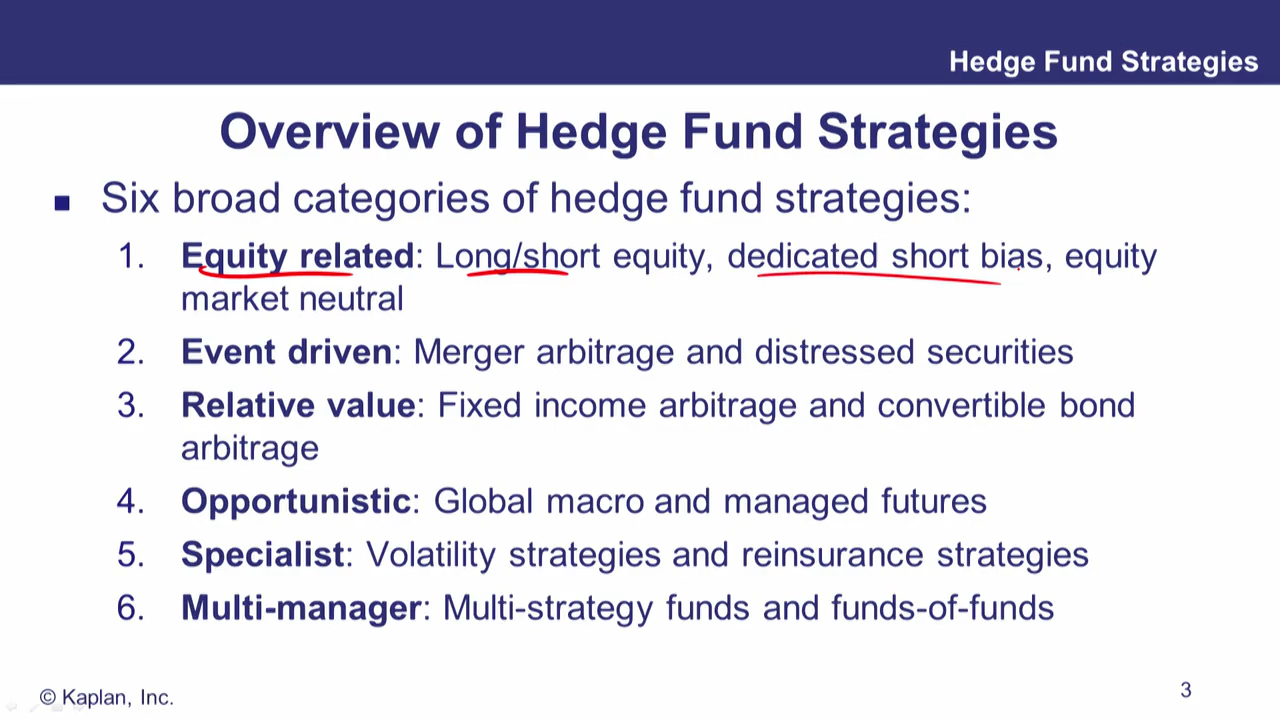 Hedge Fund Strategies
Overview of Hedge Fund Strategies
Six broad categories of hedge fund strategies:
1. Equity related: Long/short equity, dedicated short bias, equity
market neutral
2. Event driven: Merger arbitrage and distressed securities
3. Relative value: Fixed income arbitrage and convertible bond
arbitrage
4. Opportunistic: Global macro and managed futures
5. Specialist: Volatility strategies and reinsurance strategies
6. Multi-manager: Multi-strategy funds and funds-of-funds
© Kaplan, Inc.
3